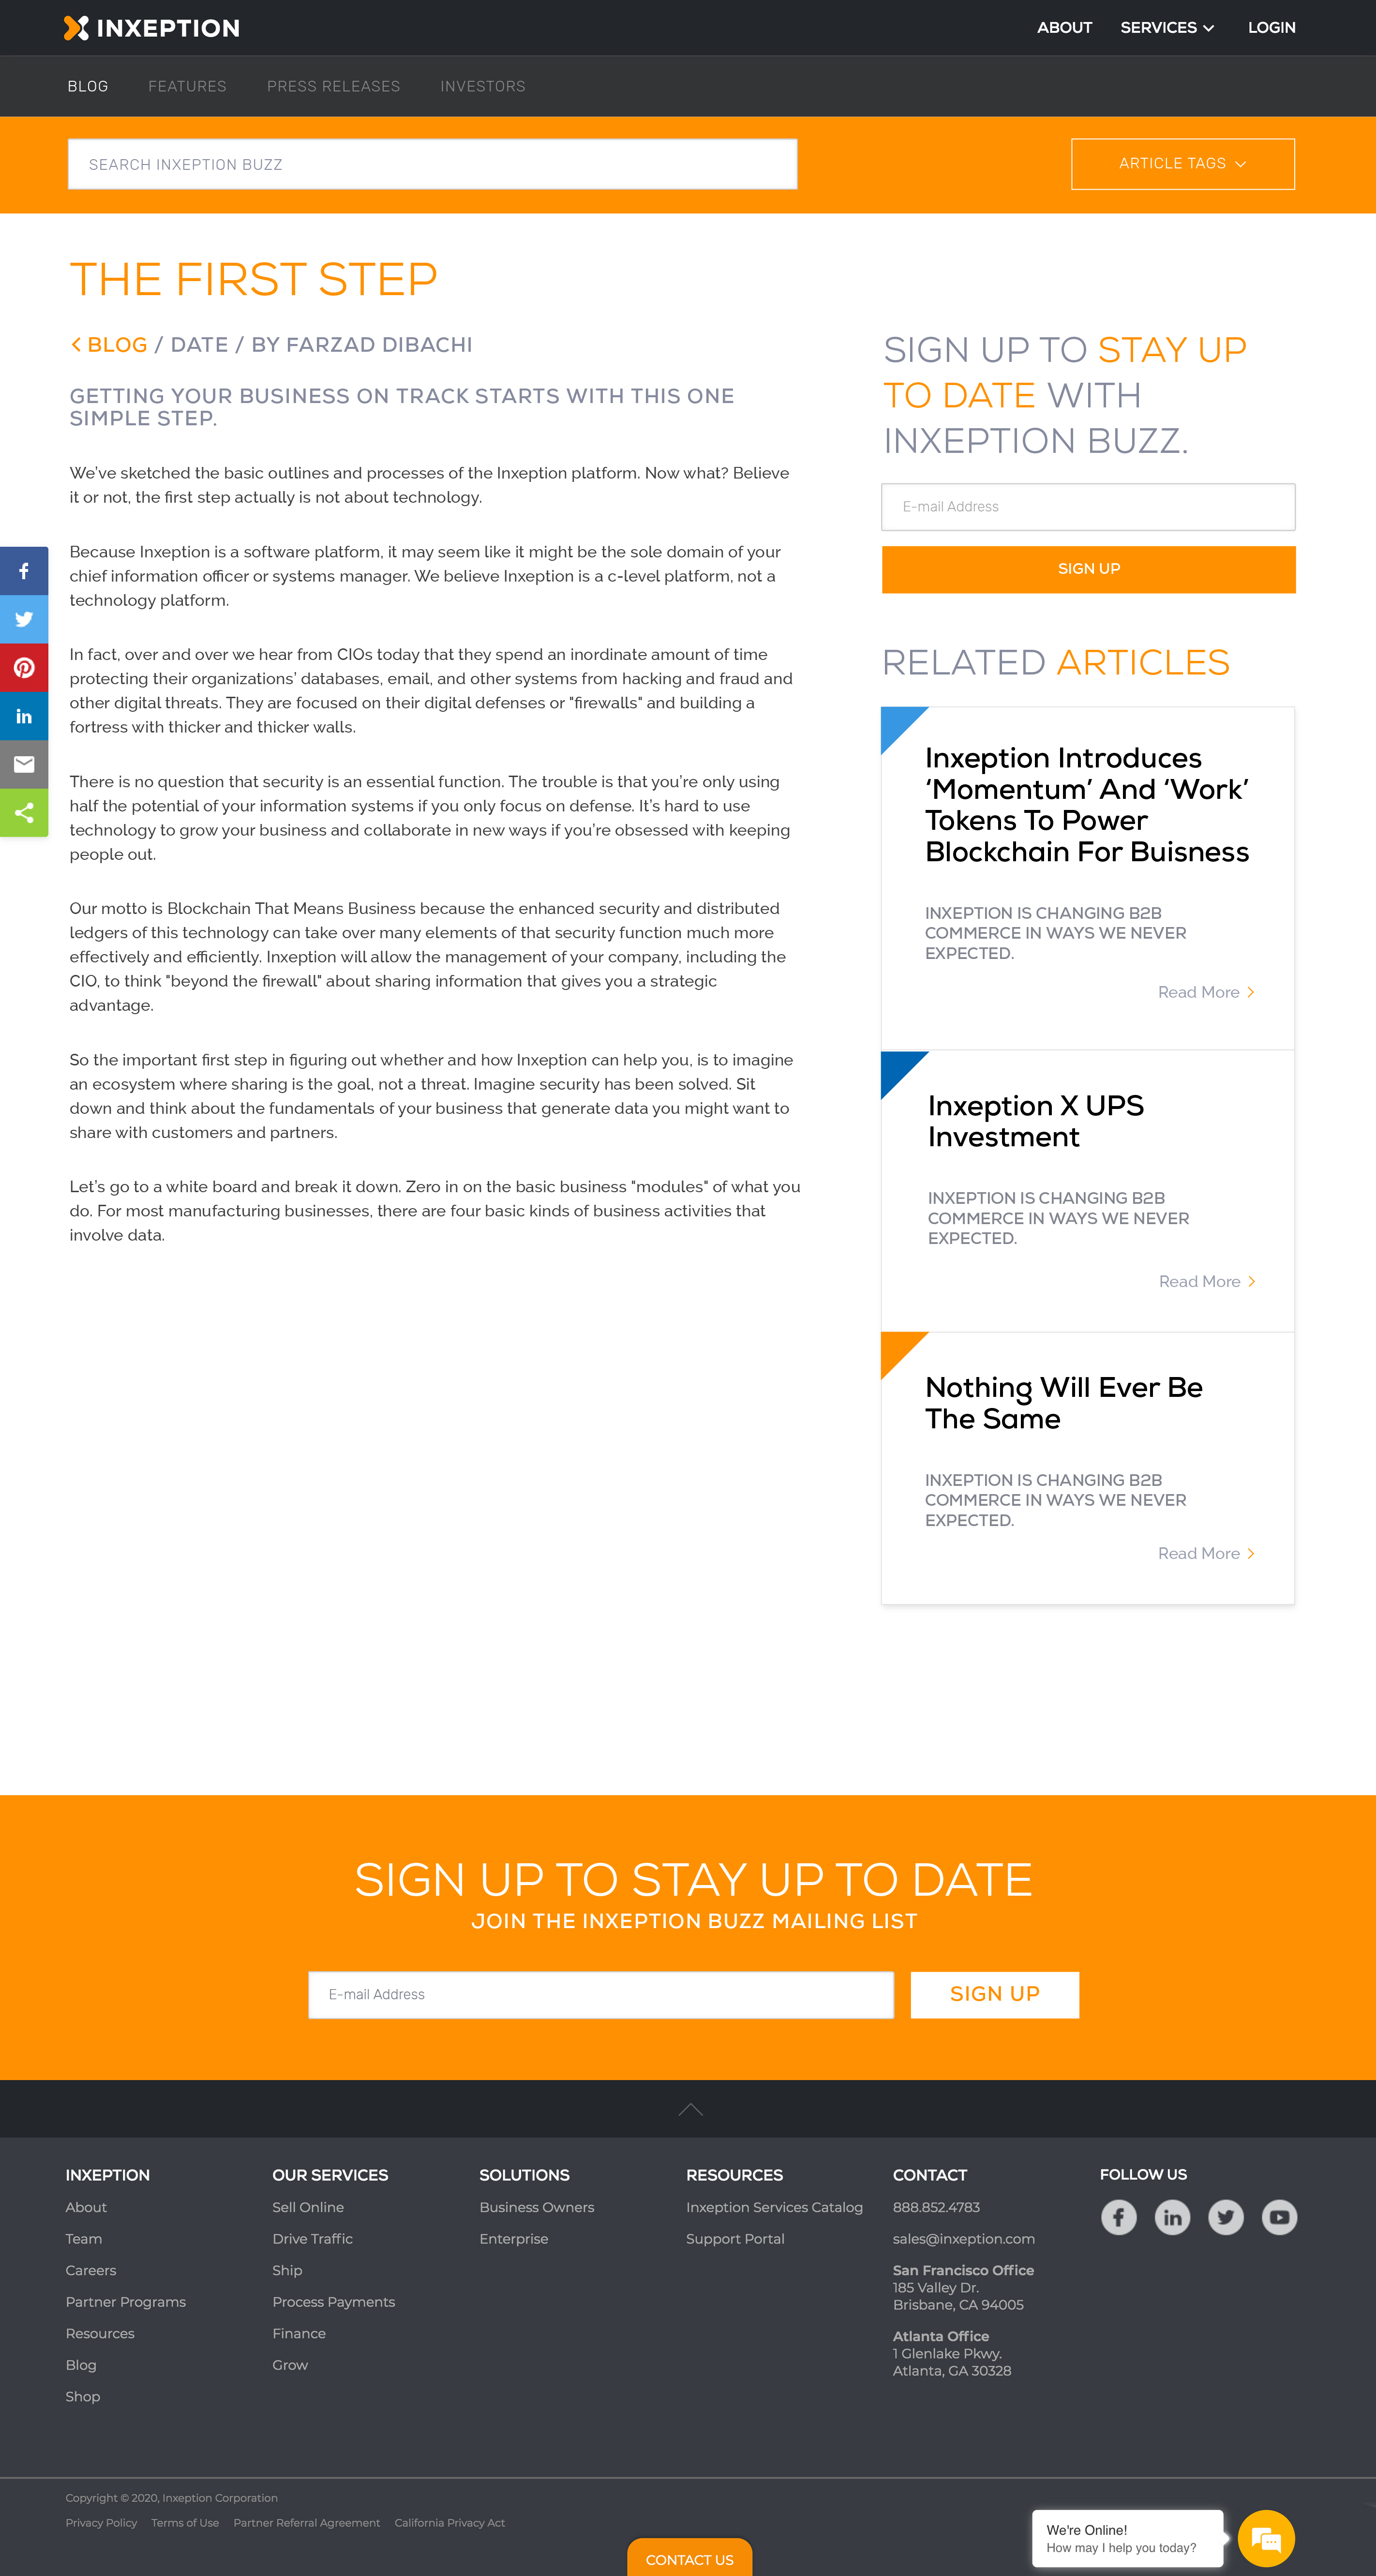 INXEPTION
ABOUT SERVICES LOGIN
BLOG FEATURES PRESS RELEASES INVESTORS
SEARCH INXEPTION BUZZ
ARTICLE TAGS
THE FIRST STEP
< BLOG / DATE / BY FARZAD DIBACHI
GETTING YOUR BUSINESS ON TRACK STARTS WITH THIS ONE
SIMPLE STEP.
We've sketched the basic outlines and processes of the Inxeption platform. Now what? Believe
it or not, the first step actually is not about technology.
Because Inxeption is a software platform, it may seem like it might be the sole domain of your
chief information officer or systems manager. We believe Inxeption is a c-level platform, not a
technology platform.
In fact, over and over we hear from CIOs today that they spend an inordinate amount of time
protecting their organizations' databases, email, and other systems from hacking and fraud and
other digital threats. They are focused on their digital defenses or "firewalls" and building a
fortress with thicker and thicker walls.
There is no question that security is an essential function. The trouble is that you're only using
half the potential of your information systems if you only focus on defense. It's hard to use
technology to grow your business and collaborate in new ways if you're obsessed with keeping
people out.
Our motto is Blockchain That Means Business because the enhanced security and distributed
ledgers of this technology can take over many elements of that security function much more
effectively and efficiently. Inxeption will allow the management of your company, including the
CIO, to think "beyond the firewall" about sharing information that gives you a strategic
advantage.
So the important first step in figuring out whether and how Inxeption can help you, is to imagine
an ecosystem where sharing is the goal, not a threat. Imagine security has been solved. Sit
down and think about the fundamentals of your business that generate data you might want to
share with customers and partners.
Let's go to a white board and break it down. Zero in on the basic business "modules" of what you
do. For most manufacturing businesses, there are four basic kinds of business activities that
involve data.
SIGN UP TO STAY UP
TO DATE WITH
INXEPTION BUZZ.
E-mail Address
SIGN UP
RELATED ARTICLES
Inxeption Introduces
‘Momentum’ And ‘Work’
Tokens To Power
Blockchain For Buisness
INXEPTION IS CHANGING B2B
COMMERCE IN WAYS WE NEVER
EXPECTED.
Read More
Inxeption X UPS
Investment
INXEPTION IS CHANGING B2B
COMMERCE IN WAYS WE NEVER
EXPECTED.
Read More
Nothing Will Ever Be
The Same
INXEPTION IS CHANGING B2B
COMMERCE IN WAYS WE NEVER
EXPECTED.
Read More
SIGN UP TO STAY UP TO DATE
JOIN THE INXEPTION BUZZ MAILING LIST
E-mail Address
SIGN UP
INXEPTION
About
Team
Careers
Partner Programs
Resources
Blog
Shop
OUR SERVICES
Sell Online
Drive Traffic
Ship
Process Payments
Finance
Grow
SOLUTIONS
Business Owners
Enterprise
RESOURCES
Inxeption Services Catalog
Support Portal
CONTACT
888.852.4783
sales@inxeption.com
San Francisco Office
185 Valley Dr.
Brisbane, CA 94005
Atlanta Office
1 Glenlake Pkwy.
Atlanta, GA 30328
FOLLOW US
Copyright © 2020, Inxeption Corporation
Privacy Policy Terms of Use Partner Referral Agreement California Privacy Act
CONTACT US
We're Online!
How may I help you today?